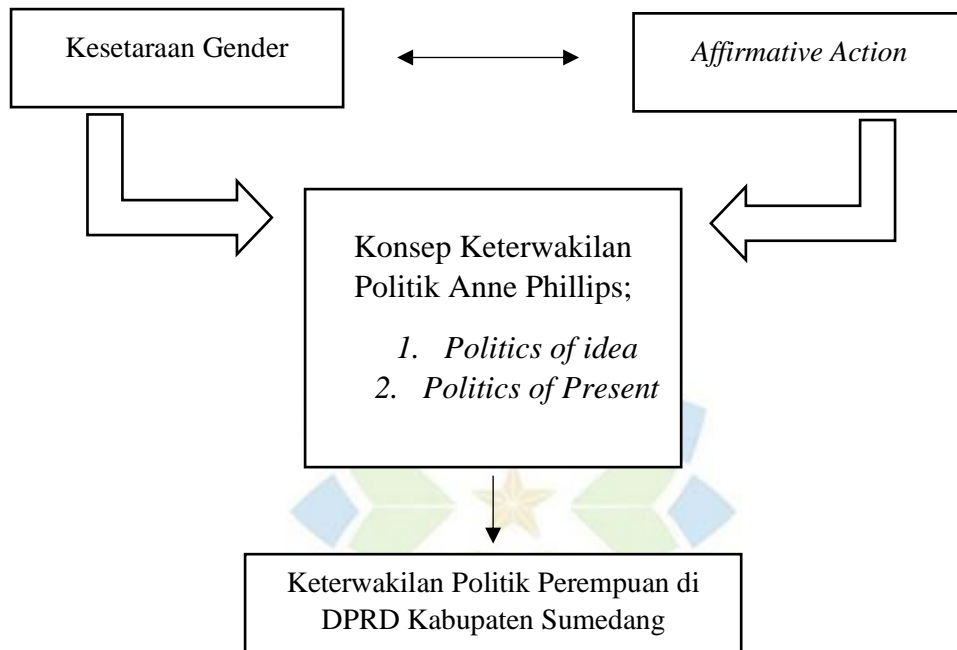 Kesetaraan Gender
Affirmative Action
Konsep Keterwakilan
Politik Anne Phillips;
1. Politics of idea
2. Politics of Present
Keterwakilan Politik Perempuan di
DPRD Kabupaten Sumedang